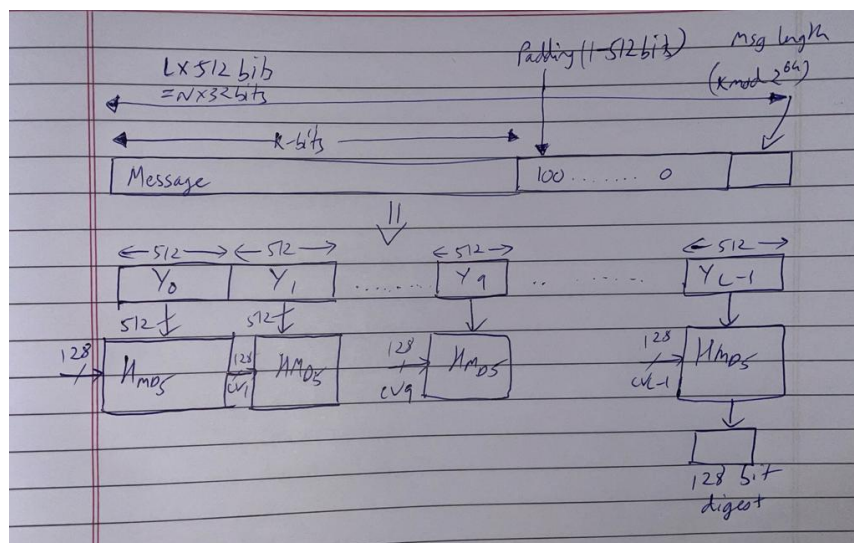 L×512 bits
=N×32bits
Padding (1-512 bits)
Msg length
(K mod 2^64)
K-bits
Message
100 ........ 0
512 512 512 512
Y0 Y1 ....... Yq .. ..... YL-1
512 512
128 HMD5 128 CV1 HMD5 128 CVq HMD5 128 CVL-1 HMD5
128 bit
digest